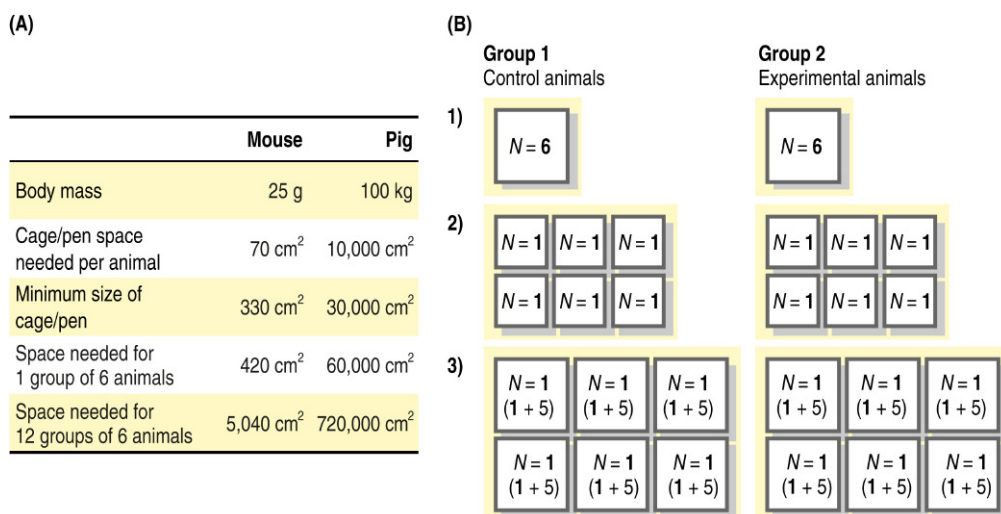 (A)
Mouse Pig
Body mass 25 g 100 kg
Cage/pen space
needed per animal 70 cm² 10,000 cm²
Minimum size of
cage/pen 330 cm² 30,000 cm²
Space needed for
1 group of 6 animals 420 cm² 60,000 cm²
Space needed for
12 groups of 6 animals 5,040 cm² 720,000 cm²
(B)
Group 1 Group 2
Control animals Experimental animals
1)
N = 6 N = 6
2)
N = 1 N = 1 N = 1 N = 1 N = 1 N = 1
N = 1 N = 1 N = 1 N = 1 N = 1 N = 1
3)
N = 1 N = 1 N = 1 N = 1 N = 1 N = 1
(1 + 5) (1 + 5) (1 + 5) (1 + 5) (1 + 5) (1 + 5)
N = 1 N = 1 N = 1 N = 1 N = 1 N = 1
(1 + 5) (1 + 5) (1 + 5) (1 + 5) (1 + 5) (1 + 5)